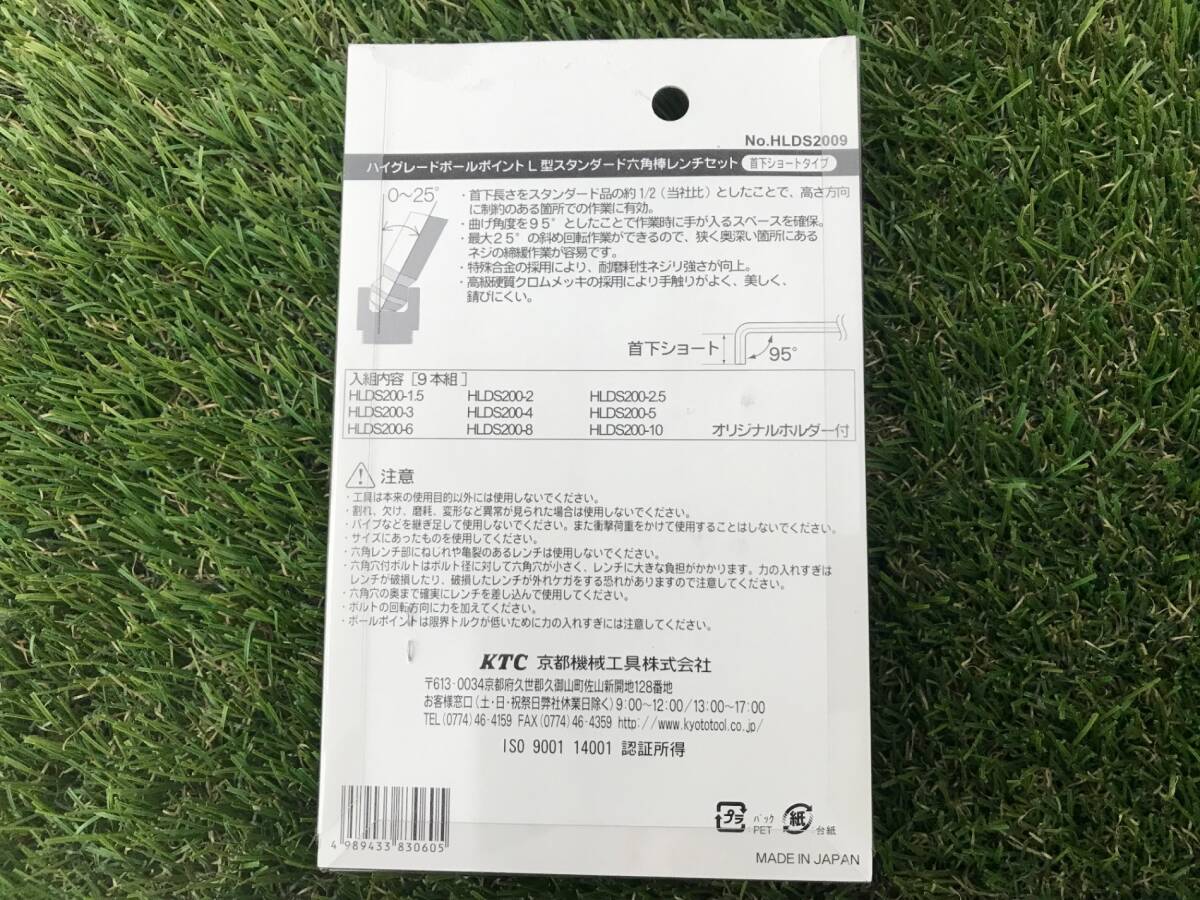 No.HLDS2009
ハイグレードボールポイントL型スタンダード六角棒レンチセット 首下ショートタイプ
0～25°
・首下長さをスタンダード品の約1/2（当社比）としたことで、高さ方向
に制約のある箇所での作業に有効。
・曲げ角度を95°としたことで作業時に手が入るスペースを確保。
・最大25°の斜め回転作業ができるので、狭く奥深い箇所にある
ネジの締緩作業が容易です。
・特殊合金の採用により、耐磨耗性ネジリ強さが向上。
・高級硬質クロムメッキの採用により手触りがよく、美しく、
錆びにくい。
首下ショート
95°
入組内容［9本組］
HLDS200-1.5 HLDS200-2 HLDS200-2.5
HLDS200-3 HLDS200-4 HLDS200-5
HLDS200-6 HLDS200-8 HLDS200-10 オリジナルホルダー付
注意
・工具は本来の使用目的以外には使用しないでください。
・割れ、欠け、磨耗、変形など異常が見られた場合は使用しないでください。
・パイプなどを継ぎ足して使用しないでください。また衝撃荷重をかけて使用することはしないでください。
・サイズにあったものを使用してください。
・六角レンチ部にねじれや亀裂のあるレンチは使用しないでください。
・六角穴付ボルトはボルト径に対して六角穴が小さく、レンチに大きな負担がかかります。力の入れすぎは
レンチが破損したり、破損したレンチが外れケガをする恐れがありますので注意してください。
・六角穴の奥まで確実にレンチを差し込んで使用してください。
・ボルトの回転方向に力を加えてください。
・ボールポイントは限界トルクが低いために力の入れすぎには注意してください。
KTC 京都機械工具株式会社
〒613-0034京都府久世郡久御山町佐山新開地128番地
お客様窓口（土・日・祝祭日弊社休業日除く）9:00～12:00/13:00～17:00
TEL(0774)46-4159 FAX(0774)46-4359 http://www.kyototool.co.jp/
ISO 9001 14001 認証所得
4 989433 830605
プラ パック PET 紙 台紙
MADE IN JAPAN